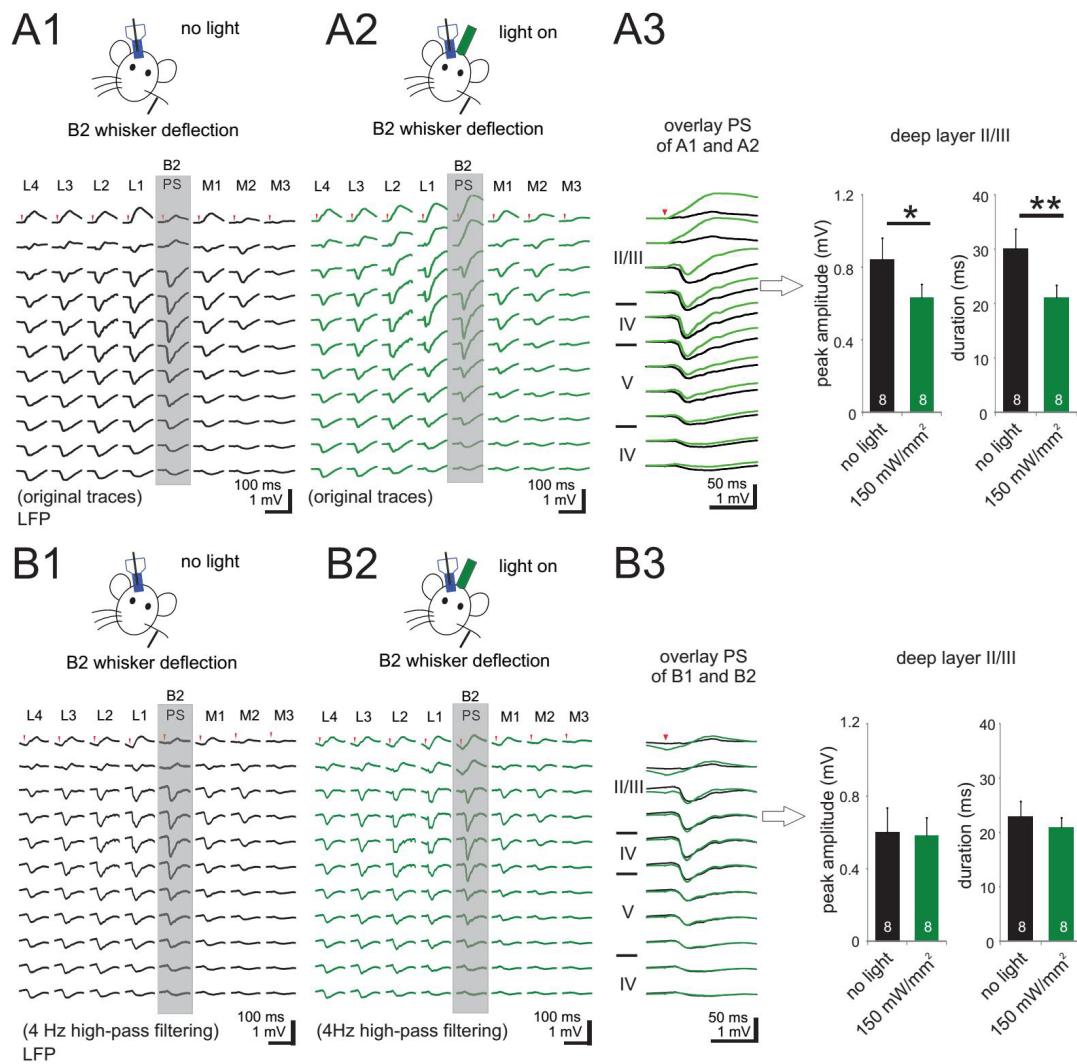 A1
no light
B2 whisker deflection
B2
L4 L3 L2 L1 PS M1 M2 M3
(original traces)
LFP
100 ms
1 mV
A2
light on
B2 whisker deflection
B2
L4 L3 L2 L1 PS M1 M2 M3
(original traces)
100 ms
1 mV
A3
overlay PS
of A1 and A2
II/III
IV
V
IV
50 ms
1 mV
deep layer II/III
peak amplitude (mV)
1.2
0.8
0.4
0
*
8 8
no light
150 mW/mm²
duration (ms)
40
30
20
10
0
**
8 8
no light
150 mW/mm²
B1
no light
B2 whisker deflection
B2
L4 L3 L2 L1 PS M1 M2 M3
(4 Hz high-pass filtering)
LFP
100 ms
1 mV
B2
light on
B2 whisker deflection
B2
L4 L3 L2 L1 PS M1 M2 M3
(4Hz high-pass filtering)
100 ms
1 mV
B3
overlay PS
of B1 and B2
II/III
IV
V
IV
50 ms
1 mV
deep layer II/III
peak amplitude (mV)
1.2
0.8
0.4
0
8 8
no light
150 mW/mm²
duration (ms)
40
30
20
10
0
8 8
no light
150 mW/mm²